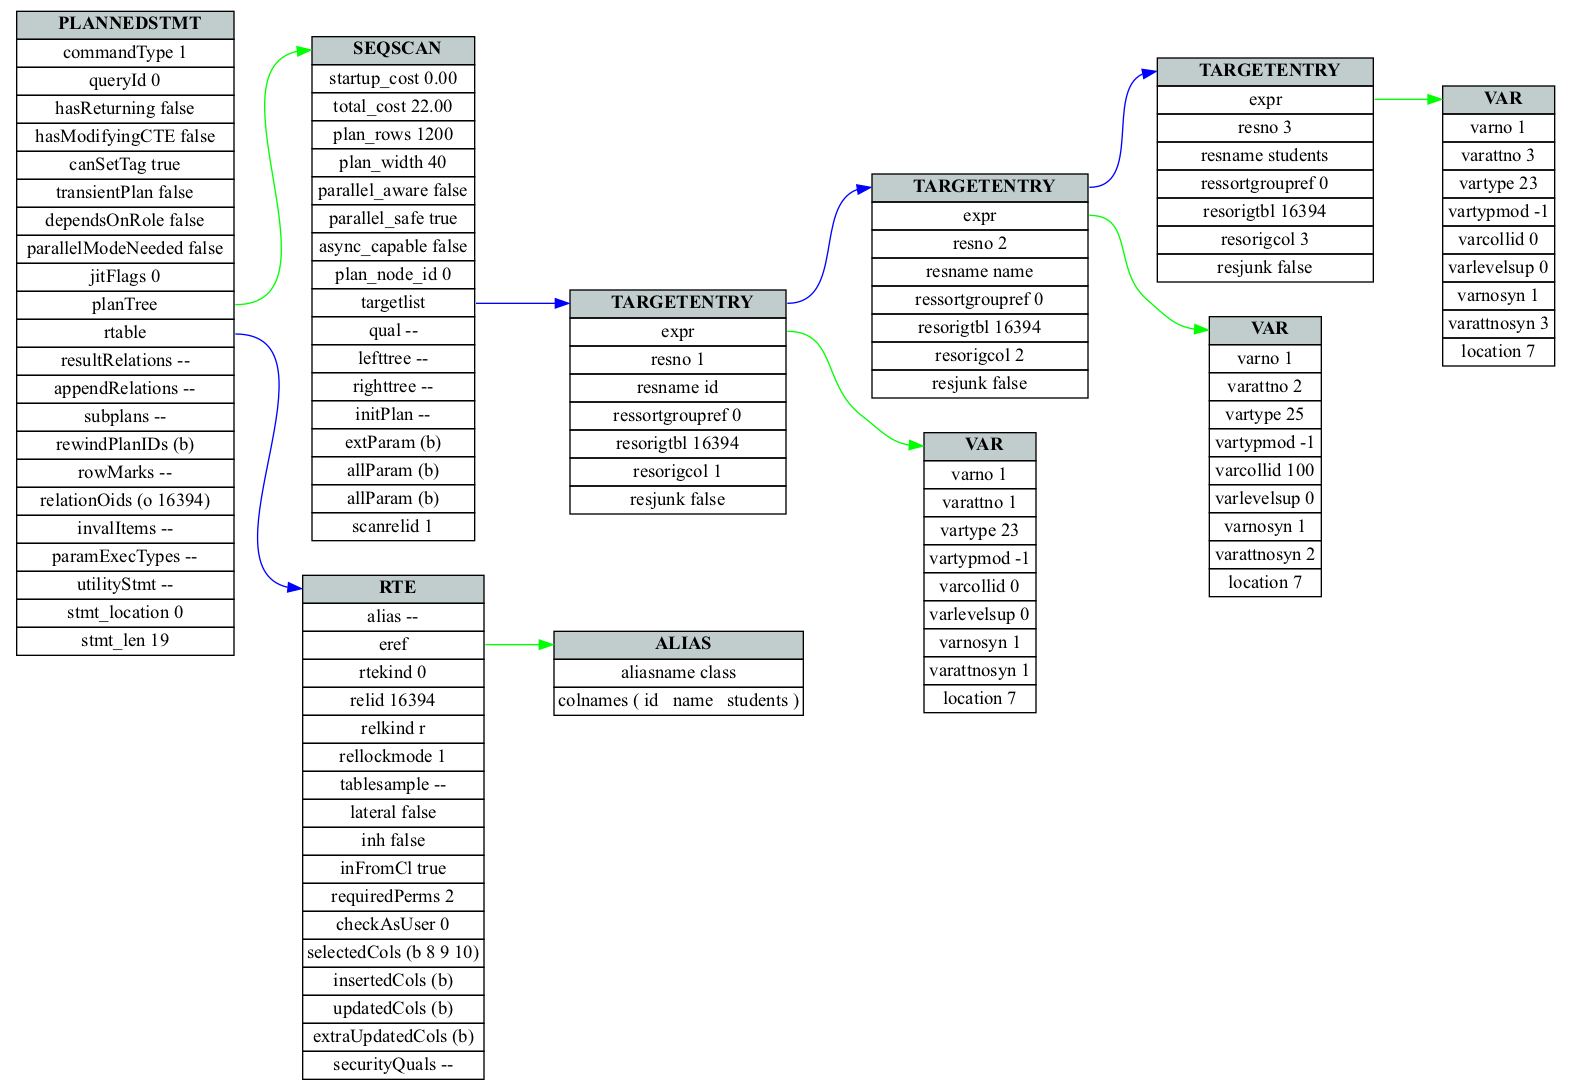 PLANNEDSTMT
commandType 1
queryId 0
hasReturning false
hasModifyingCTE false
canSetTag true
transientPlan false
dependsOnRole false
parallelModeNeeded false
jitFlags 0
planTree
rtable
resultRelations --
appendRelations --
subplans --
rewindPlanIDs (b)
rowMarks --
relationOids (o 16394)
invalItems --
paramExecTypes --
utilityStmt --
stmt_location 0
stmt_len 19
SEQSCAN
startup_cost 0.00
total_cost 22.00
plan_rows 1200
plan_width 40
parallel_aware false
parallel_safe true
async_capable false
plan_node_id 0
targetlist
qual --
lefttree --
righttree --
initPlan --
extParam (b)
allParam (b)
allParam (b)
scanrelid 1
RTE
alias --
eref
rtekind 0
relid 16394
relkind r
rellockmode 1
tablesample --
lateral false
inh false
inFromCl true
requiredPerms 2
checkAsUser 0
selectedCols (b 8 9 10)
insertedCols (b)
updatedCols (b)
extraUpdatedCols (b)
securityQuals --
ALIAS
aliasname class
colnames ( id name students )
TARGETENTRY
expr
resno 1
resname id
ressortgroupref 0
resorigtbl 16394
resorigcol 1
resjunk false
VAR
varno 1
varattno 1
vartype 23
vartypmod -1
varcollid 0
varlevelsup 0
varnosyn 1
varattnosyn 1
location 7
TARGETENTRY
expr
resno 2
resname name
ressortgroupref 0
resorigtbl 16394
resorigcol 2
resjunk false
VAR
varno 1
varattno 2
vartype 25
vartypmod -1
varcollid 100
varlevelsup 0
varnosyn 1
varattnosyn 2
location 7
TARGETENTRY
expr
resno 3
resname students
ressortgroupref 0
resorigtbl 16394
resorigcol 3
resjunk false
VAR
varno 1
varattno 3
vartype 23
vartypmod -1
varcollid 0
varlevelsup 0
varnosyn 1
varattnosyn 3
location 7